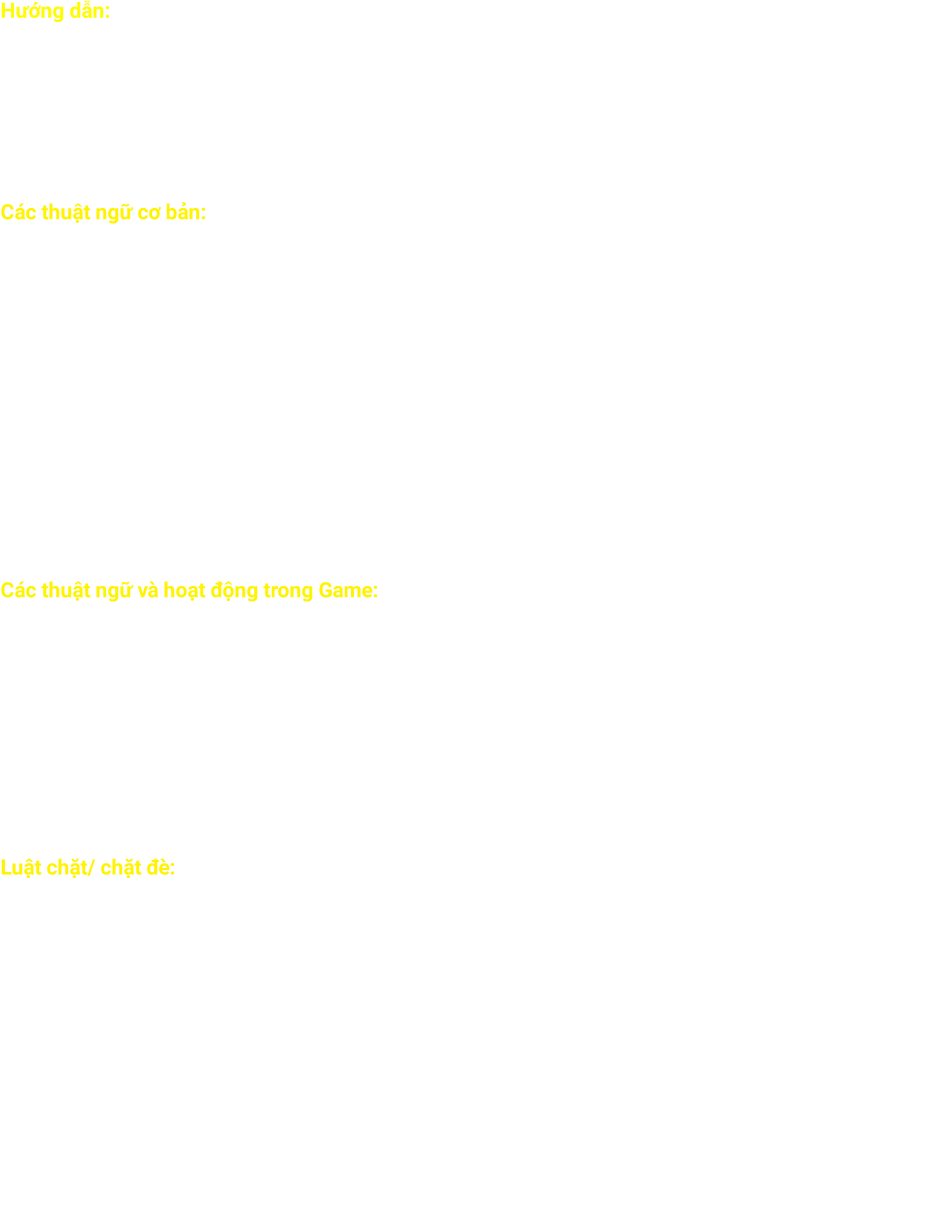 Hướng dẫn:
Các thuật ngữ cơ bản:
Các thuật ngữ và hoạt động trong Game:
Luật chặt/ chặt đè: